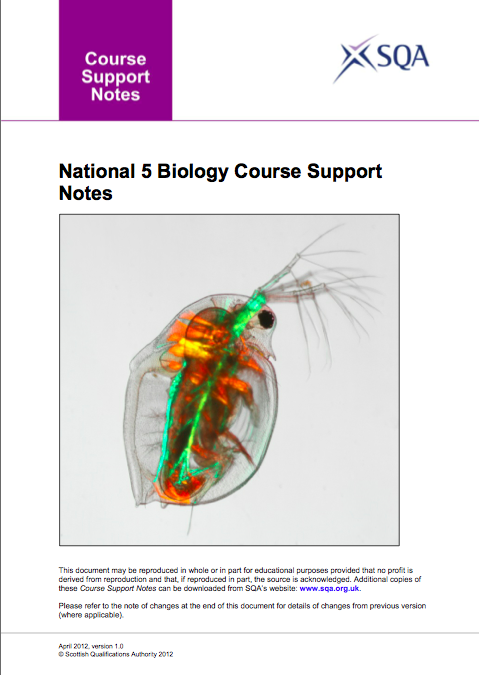 Course
Support
Notes
SQA
National 5 Biology Course Support
Notes
This document may be reproduced in whole or in part for educational purposes provided that no profit is
derived from reproduction and that, if reproduced in part, the source is acknowledged. Additional copies of
these Course Support Notes can be downloaded from SQA's website: www.sqa.org.uk.
Please refer to the note of changes at the end of this document for details of changes from previous version
(where applicable).
April 2012, version 1.0
© Scottish Qualifications Authority 2012